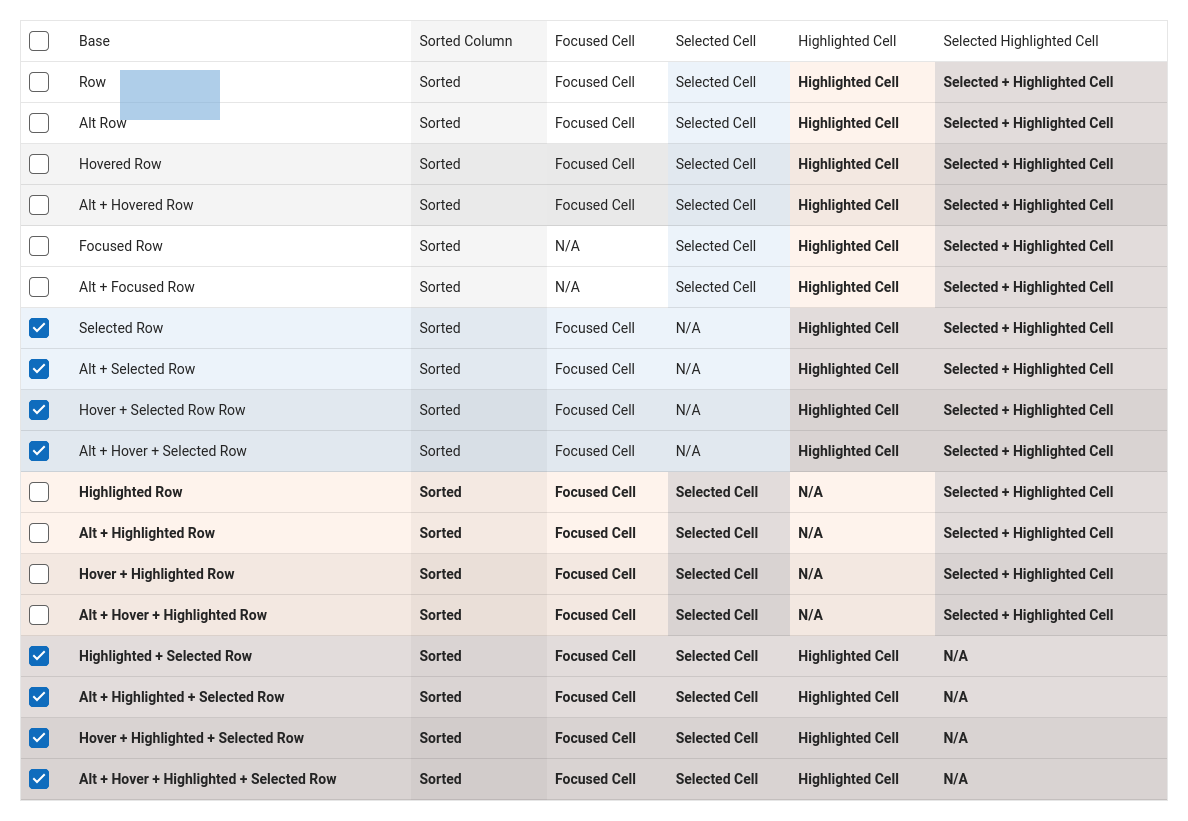 Base Sorted Column Focused Cell Selected Cell Highlighted Cell Selected Highlighted Cell
Row Sorted Focused Cell Selected Cell Highlighted Cell Selected + Highlighted Cell
Alt Row Sorted Focused Cell Selected Cell Highlighted Cell Selected + Highlighted Cell
Hovered Row Sorted Focused Cell Selected Cell Highlighted Cell Selected + Highlighted Cell
Alt + Hovered Row Sorted Focused Cell Selected Cell Highlighted Cell Selected + Highlighted Cell
Focused Row Sorted N/A Selected Cell Highlighted Cell Selected + Highlighted Cell
Alt + Focused Row Sorted N/A Selected Cell Highlighted Cell Selected + Highlighted Cell
Selected Row Sorted Focused Cell N/A Highlighted Cell Selected + Highlighted Cell
Alt + Selected Row Sorted Focused Cell N/A Highlighted Cell Selected + Highlighted Cell
Hover + Selected Row Row Sorted Focused Cell N/A Highlighted Cell Selected + Highlighted Cell
Alt + Hover + Selected Row Sorted Focused Cell N/A Highlighted Cell Selected + Highlighted Cell
Highlighted Row Sorted Focused Cell Selected Cell N/A Selected + Highlighted Cell
Alt + Highlighted Row Sorted Focused Cell Selected Cell N/A Selected + Highlighted Cell
Hover + Highlighted Row Sorted Focused Cell Selected Cell N/A Selected + Highlighted Cell
Alt + Hover + Highlighted Row Sorted Focused Cell Selected Cell N/A Selected + Highlighted Cell
Highlighted + Selected Row Sorted Focused Cell Selected Cell Highlighted Cell N/A
Alt + Highlighted + Selected Row Sorted Focused Cell Selected Cell Highlighted Cell N/A
Hover + Highlighted + Selected Row Sorted Focused Cell Selected Cell Highlighted Cell N/A
Alt + Hover + Highlighted + Selected Row Sorted Focused Cell Selected Cell Highlighted Cell N/A